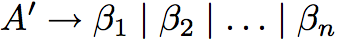 A′ → β₁ | β₂ | … | βₙ